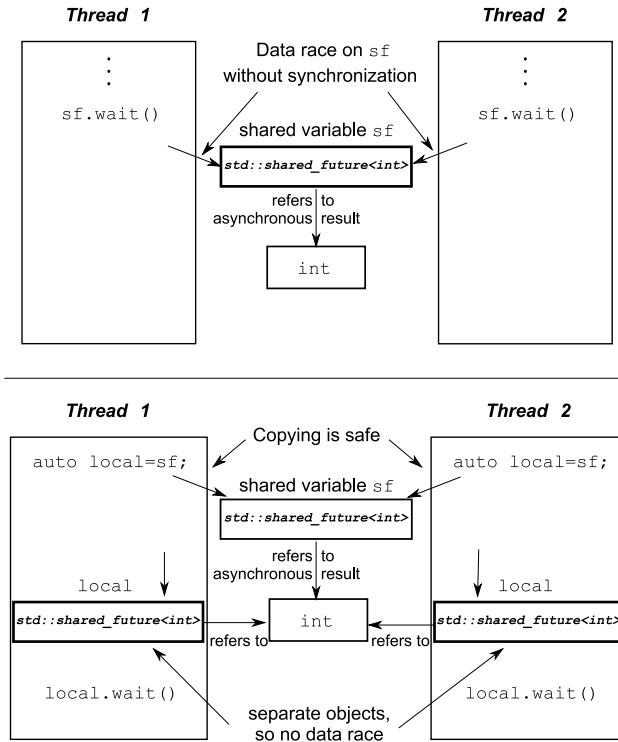 Thread 1
Thread 2
Data race on sf
without synchronization
sf.wait()
sf.wait()
shared variable sf
std::shared_future<int>
refers to
asynchronous result
int
Thread 1
Thread 2
Copying is safe
auto local=sf;
auto local=sf;
shared variable sf
std::shared_future<int>
refers to
asynchronous result
local
local
std::shared_future<int>
int
std::shared_future<int>
refers to
refers to
local.wait()
local.wait()
separate objects,
so no data race